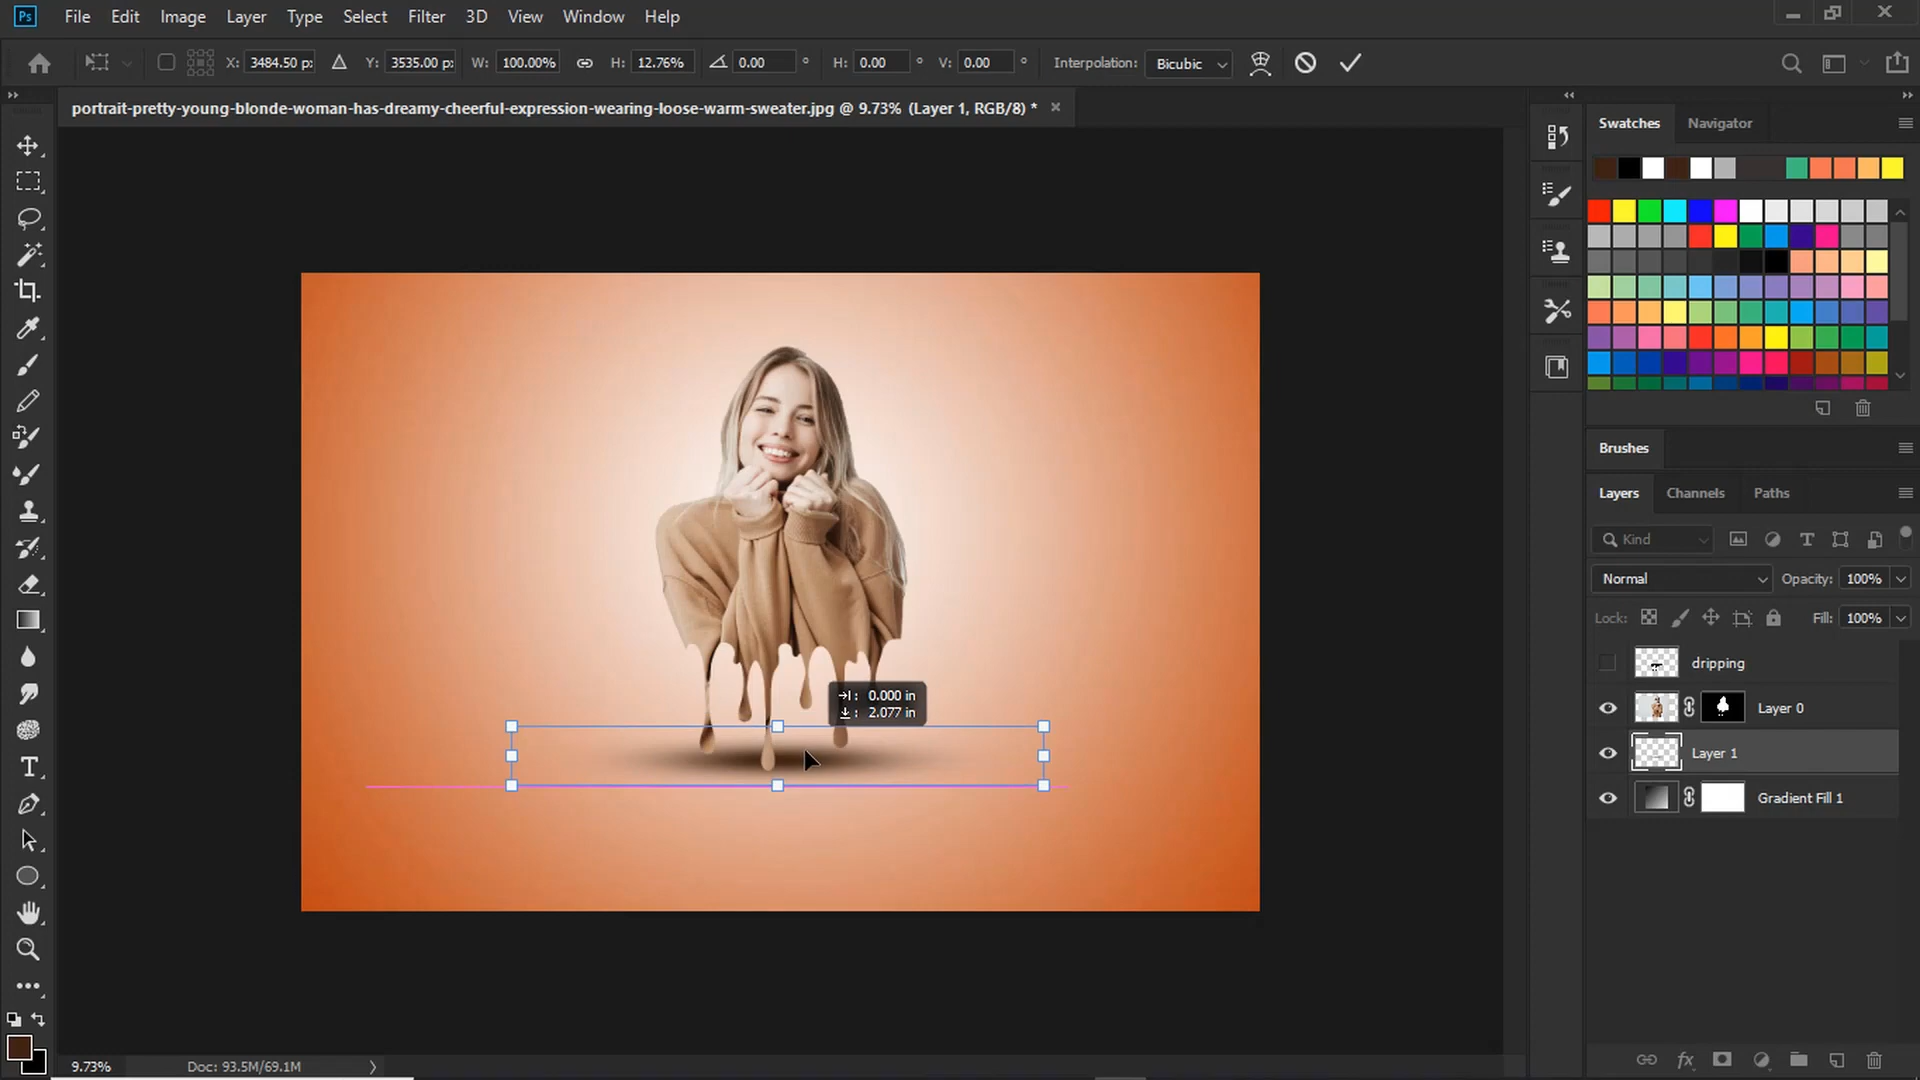 Ps File Edit Image Layer Type Select Filter 3D View Window Help
X: 3484.50 px Y: 3535.00 px W: 100.00% H: 12.76% 0.00 ° H: 0.00 ° V: 0.00 ° Interpolation: Bicubic
portrait-pretty-young-blonde-woman-has-dreamy-cheerful-expression-wearing-loose-warm-sweater.jpg @ 9.73% (Layer 1, RGB/8) *
Swatches Navigator
Brushes
Layers Channels Paths
Kind
Normal Opacity: 100%
Lock: Fill: 100%
dripping
Layer 0
Layer 1
Gradient Fill 1
: 0.000 in
: 2.077 in
9.73% Doc: 93.5M/69.1M